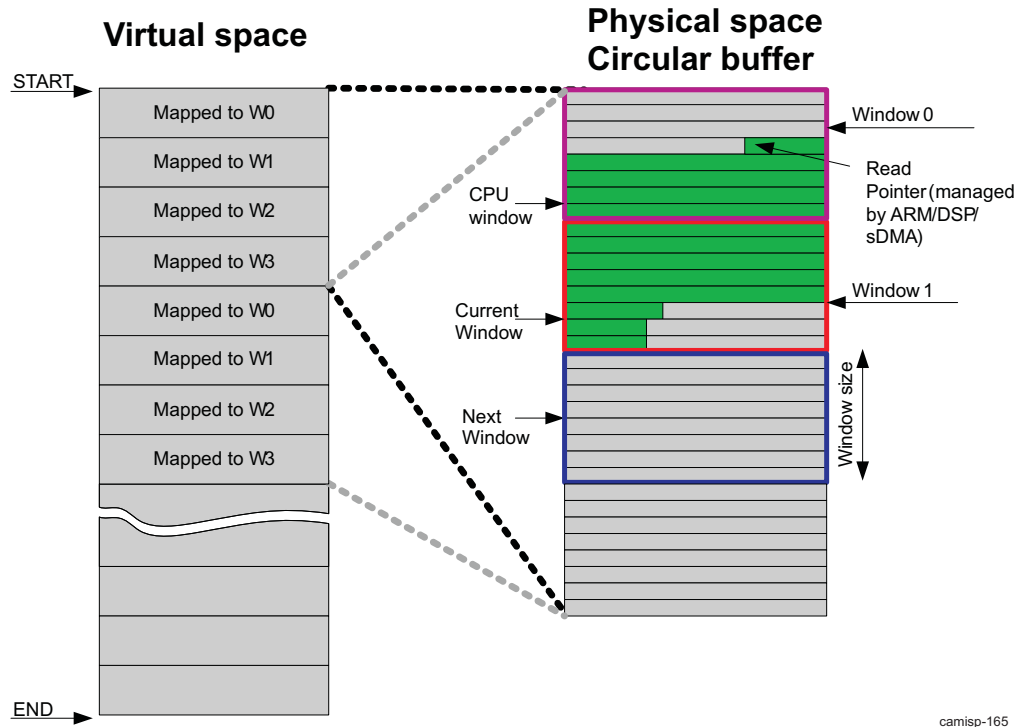 Virtual space
Physical space
Circular buffer
START
Mapped to W0
Mapped to W1
Mapped to W2
Mapped to W3
Mapped to W0
Mapped to W1
Mapped to W2
Mapped to W3
END
Window 0
Read
Pointer(managed
by ARM/DSP/
sDMA)
CPU
window
Window 1
Current
Window
Next
Window
Window size
camisp-165